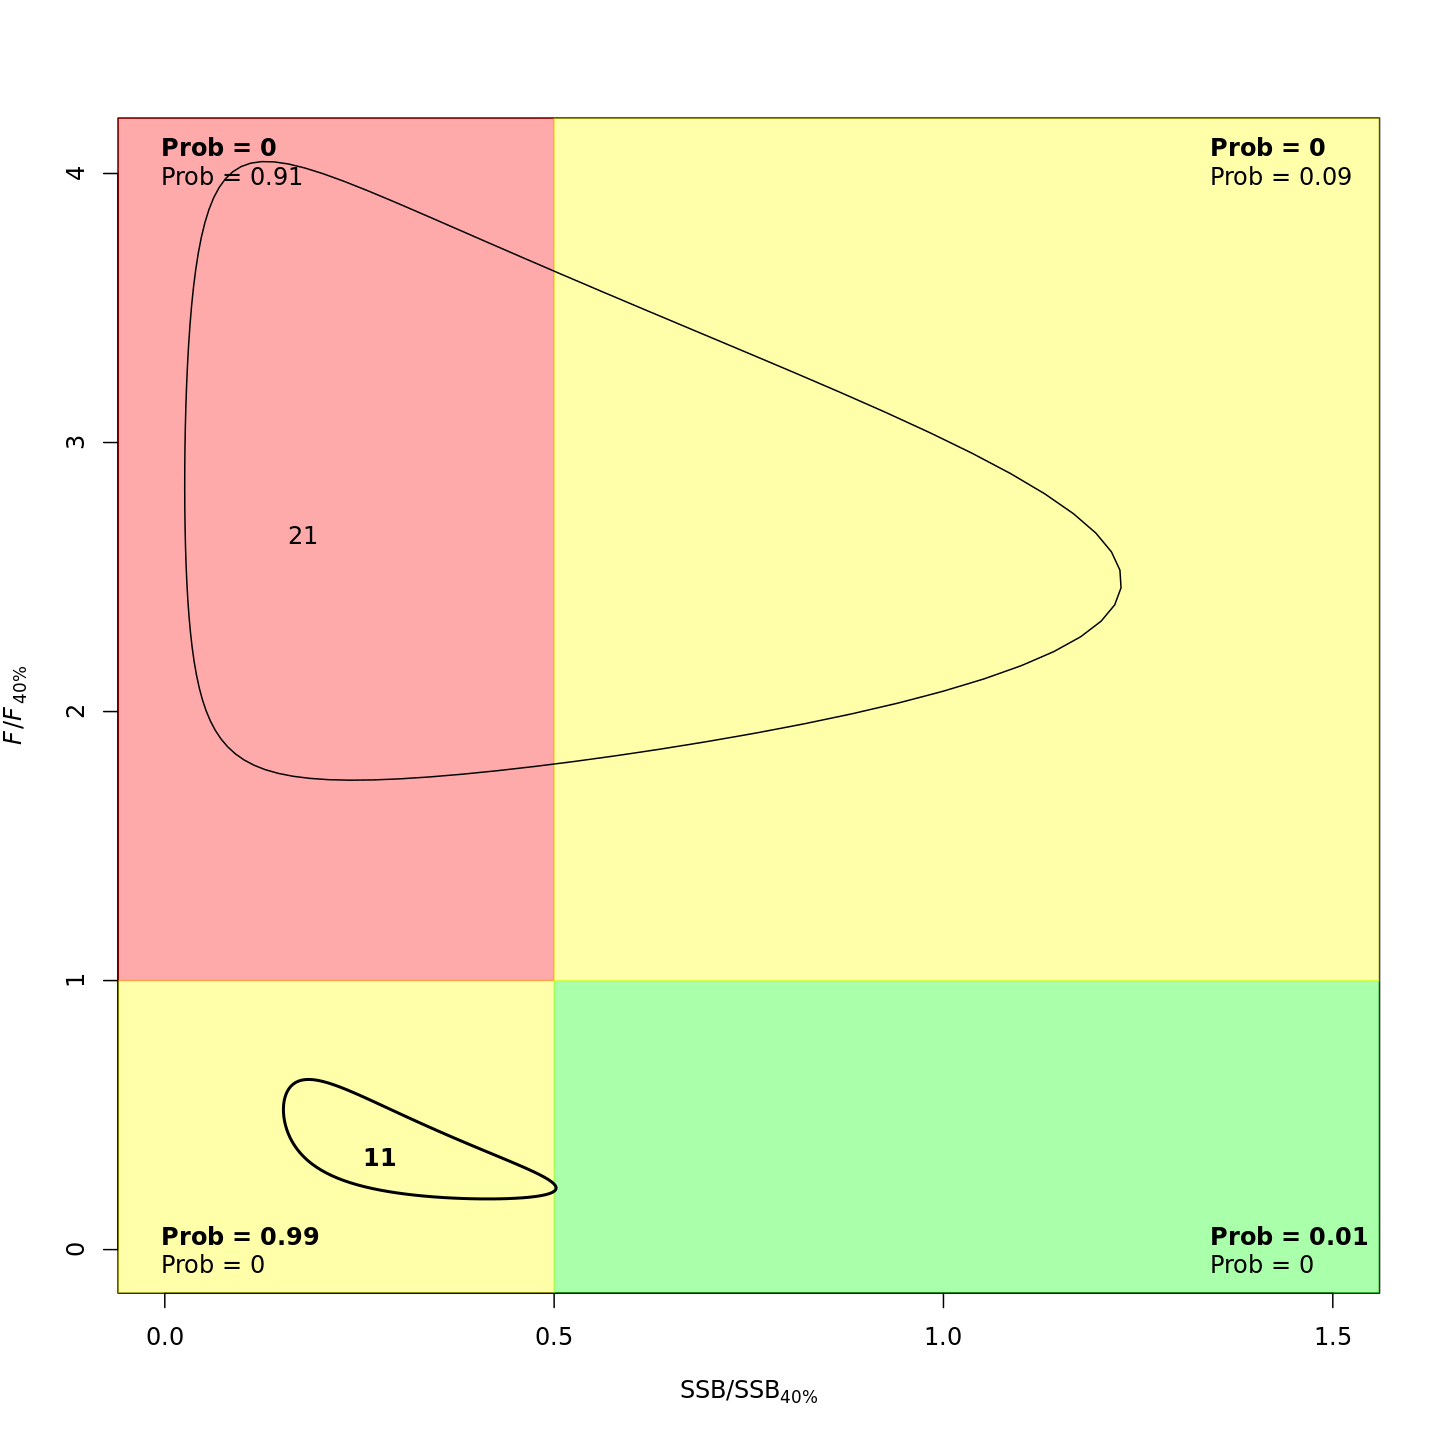 Prob = 0
Prob = 0.91
Prob = 0
Prob = 0.09
4
3
2
1
0
F/F40%
21
11
Prob = 0.99
Prob = 0
Prob = 0.01
Prob = 0
0.0
0.5
1.0
1.5
SSB/SSB40%